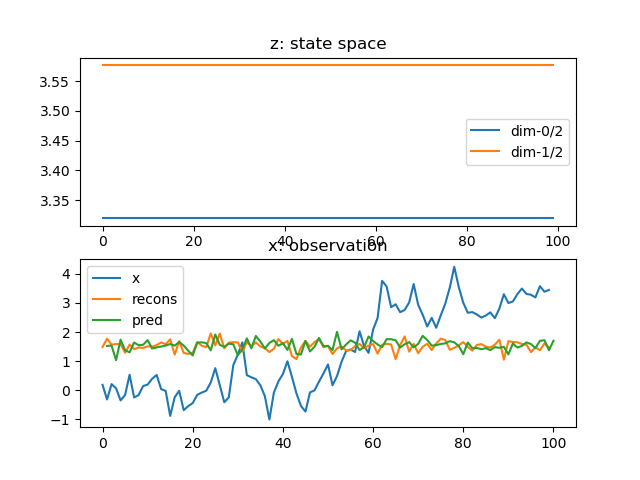 z: state space
3.55
3.50
3.45
3.40
3.35
dim-0/2
dim-1/2
0 20 40 60 80 100
x: observation
4
3
2
1
0
−1
x
recons
pred
0 20 40 60 80 100